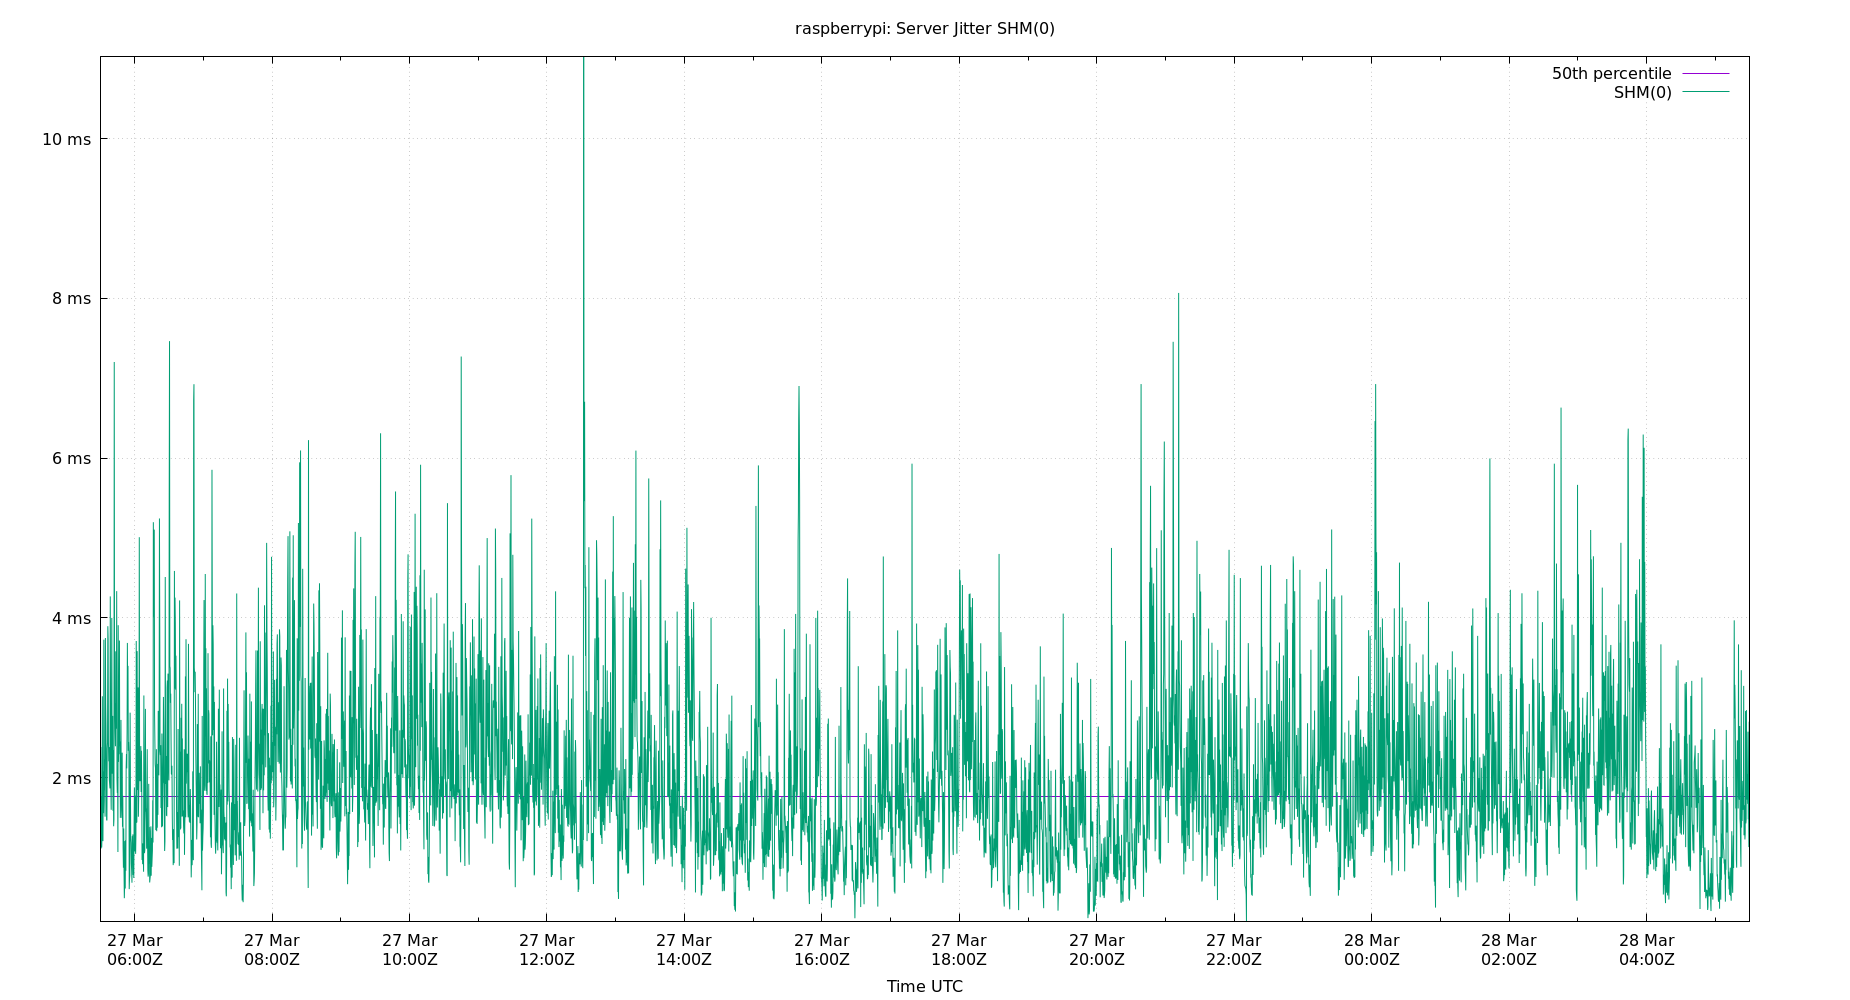 raspberrypi: Server Jitter SHM(0)
50th percentile
SHM(0)
10 ms
8 ms
6 ms
4 ms
2 ms
27 Mar 27 Mar 27 Mar 27 Mar 27 Mar 27 Mar 27 Mar 27 Mar 27 Mar 28 Mar 28 Mar 28 Mar
06:00Z 08:00Z 10:00Z 12:00Z 14:00Z 16:00Z 18:00Z 20:00Z 22:00Z 00:00Z 02:00Z 04:00Z
Time UTC